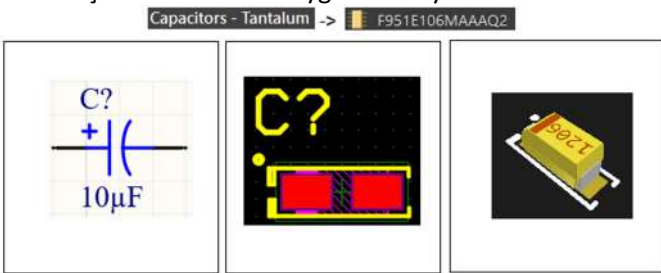 Capacitors - Tantalum -> F951E106MAAAQ2
C?
+
10µF
C?
1206